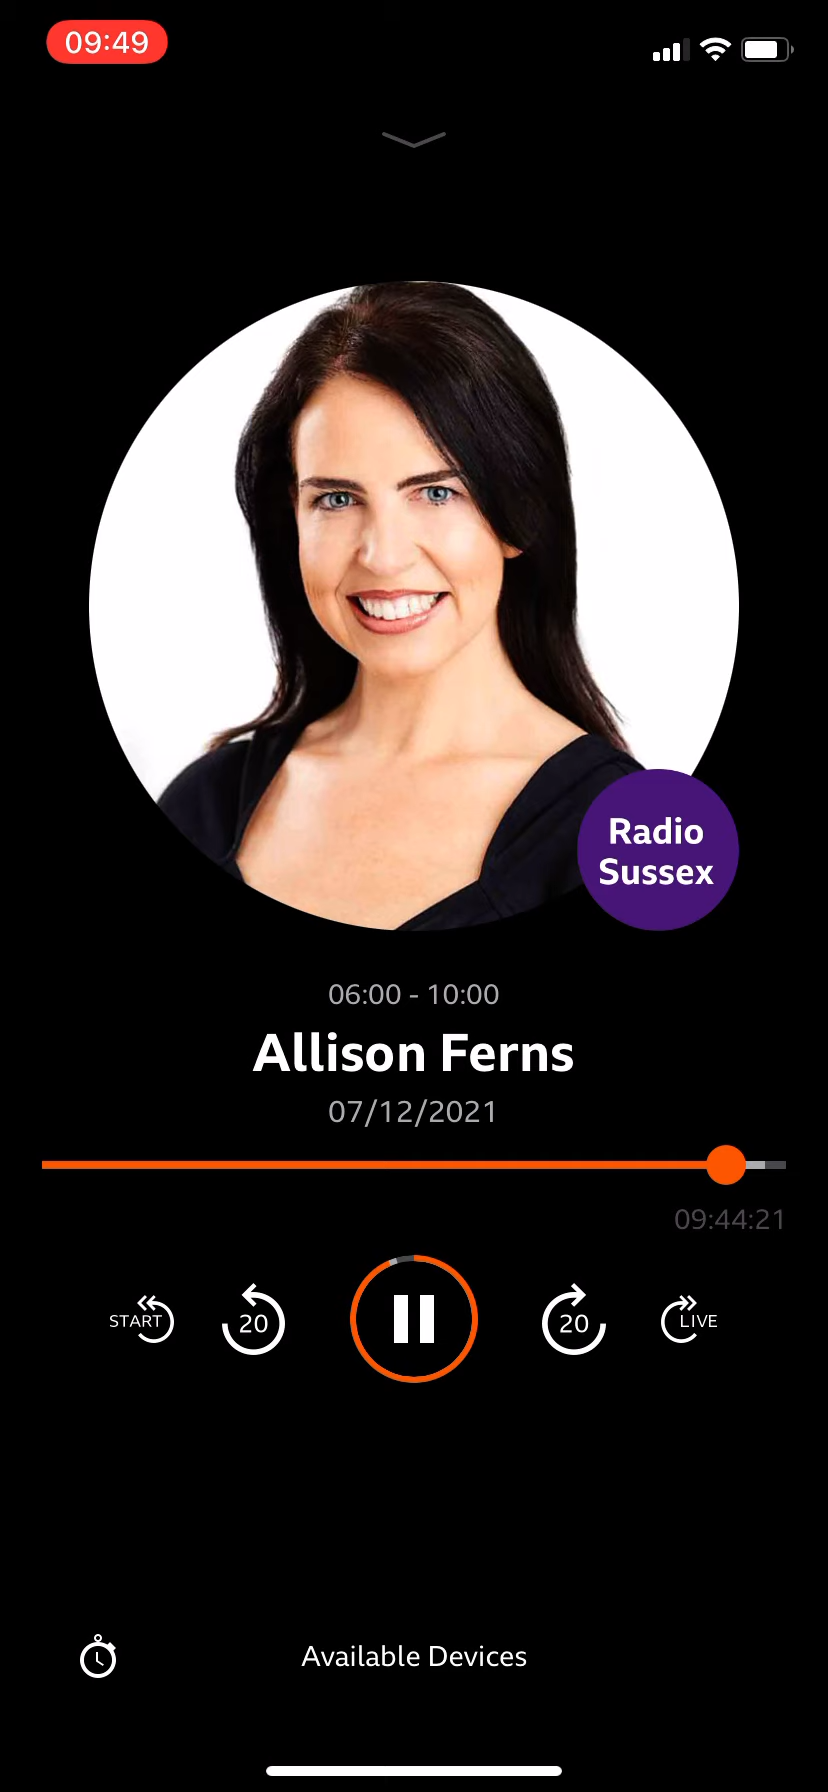 09:49
Radio
Sussex
06:00 - 10:00
Allison Ferns
07/12/2021
09:44:21
START
20
20
LIVE
Available Devices